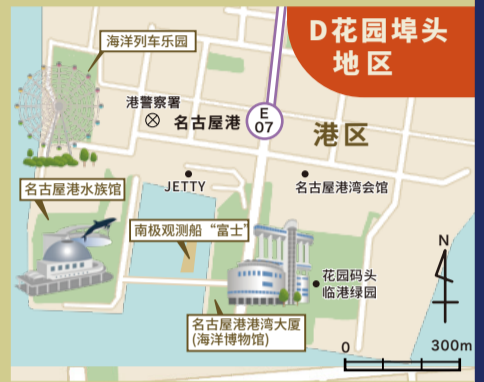 D花园埠头
地区
海洋列车乐园
港警察署
名古屋港
E
07
港区
名古屋港水族馆
JETTY
名古屋港湾会馆
南极观测船“富士”
花园码头
临港绿园
名古屋港港湾大厦
(海洋博物馆)
N
0
300m